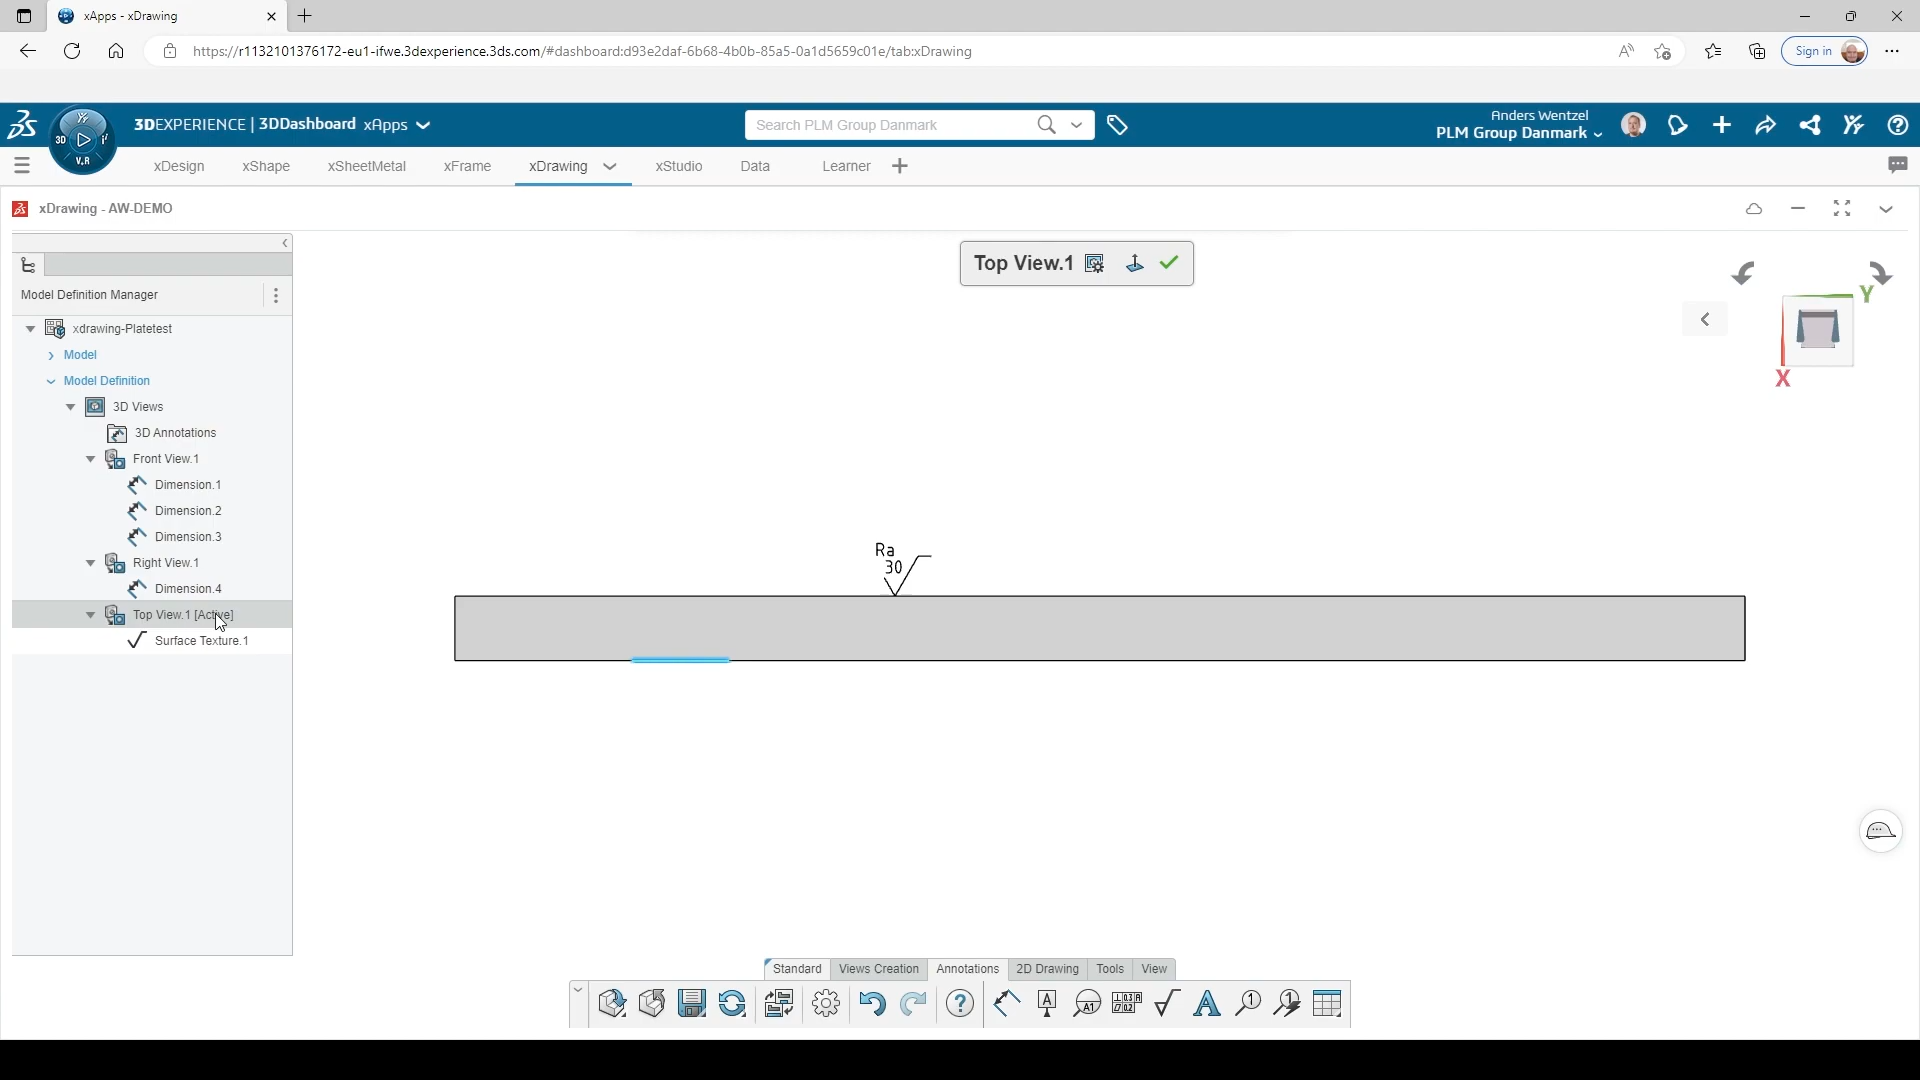 xApps - xDrawing
https://r1132101376172-eu1-ifwe.3dexperience.3ds.com/#dashboard:d93e2daf-6b68-4b0b-85a5-0a1d5659c01e/tab:xDrawing
Sign in
3DEXPERIENCE | 3DDashboard xApps
3D
V.R
Search PLM Group Danmark
Anders Wentzel
PLM Group Danmark
xDesign
xShape
xSheetMetal
xFrame
xDrawing
xStudio
Data
Learner
xDrawing - AW-DEMO
Top View.1
Y
X
Model Definition Manager
xdrawing-Platetest
Model
Model Definition
3D Views
3D Annotations
Front View.1
Dimension.1
Dimension.2
Dimension.3
Right View.1
Dimension.4
Top View.1 [Active]
Surface Texture.1
Ra
30
Standard
Views Creation
Annotations
2D Drawing
Tools
View